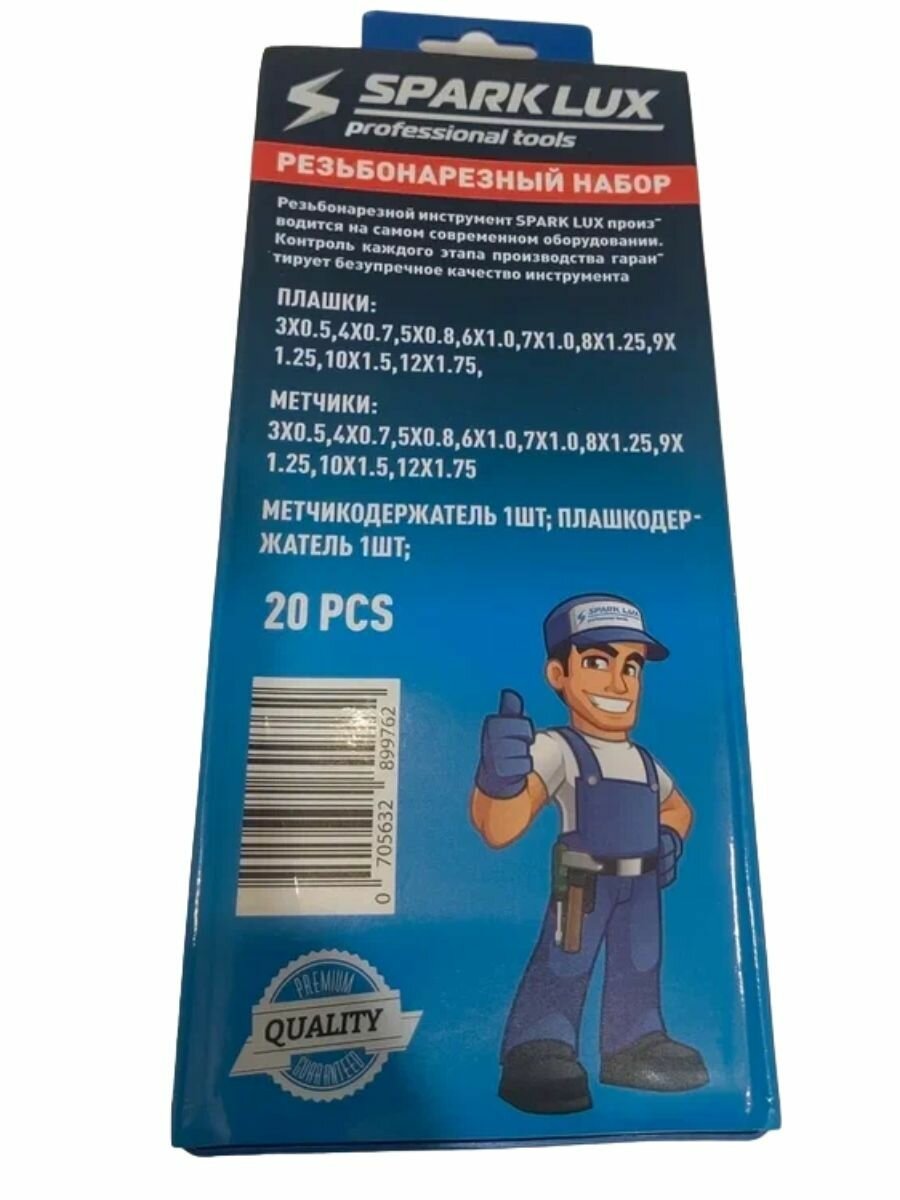 SPARK LUX
professional tools
РЕЗЬБОНАРЕЗНЫЙ НАБОР
Резьбонарезной инструмент SPARK LUX произ-
водится на самом современном оборудовании.
Контроль каждого этапа производства гаран-
тирует безупречное качество инструмента
ПЛАШКИ:
3X0.5,4X0.7,5X0.8,6X1.0,7X1.0,8X1.25,9X
1.25,10X1.5,12X1.75,
МЕТЧИКИ:
3X0.5,4X0.7,5X0.8,6X1.0,7X1.0,8X1.25,9X
1.25,10X1.5,12X1.75
МЕТЧИКОДЕРЖАТЕЛЬ 1ШТ; ПЛАШКОДЕР-
ЖАТЕЛЬ 1ШТ;
20 PCS
SPARK LUX
professional tools
0 705632 899762
PREMIUM
QUALITY
GUARANTEED